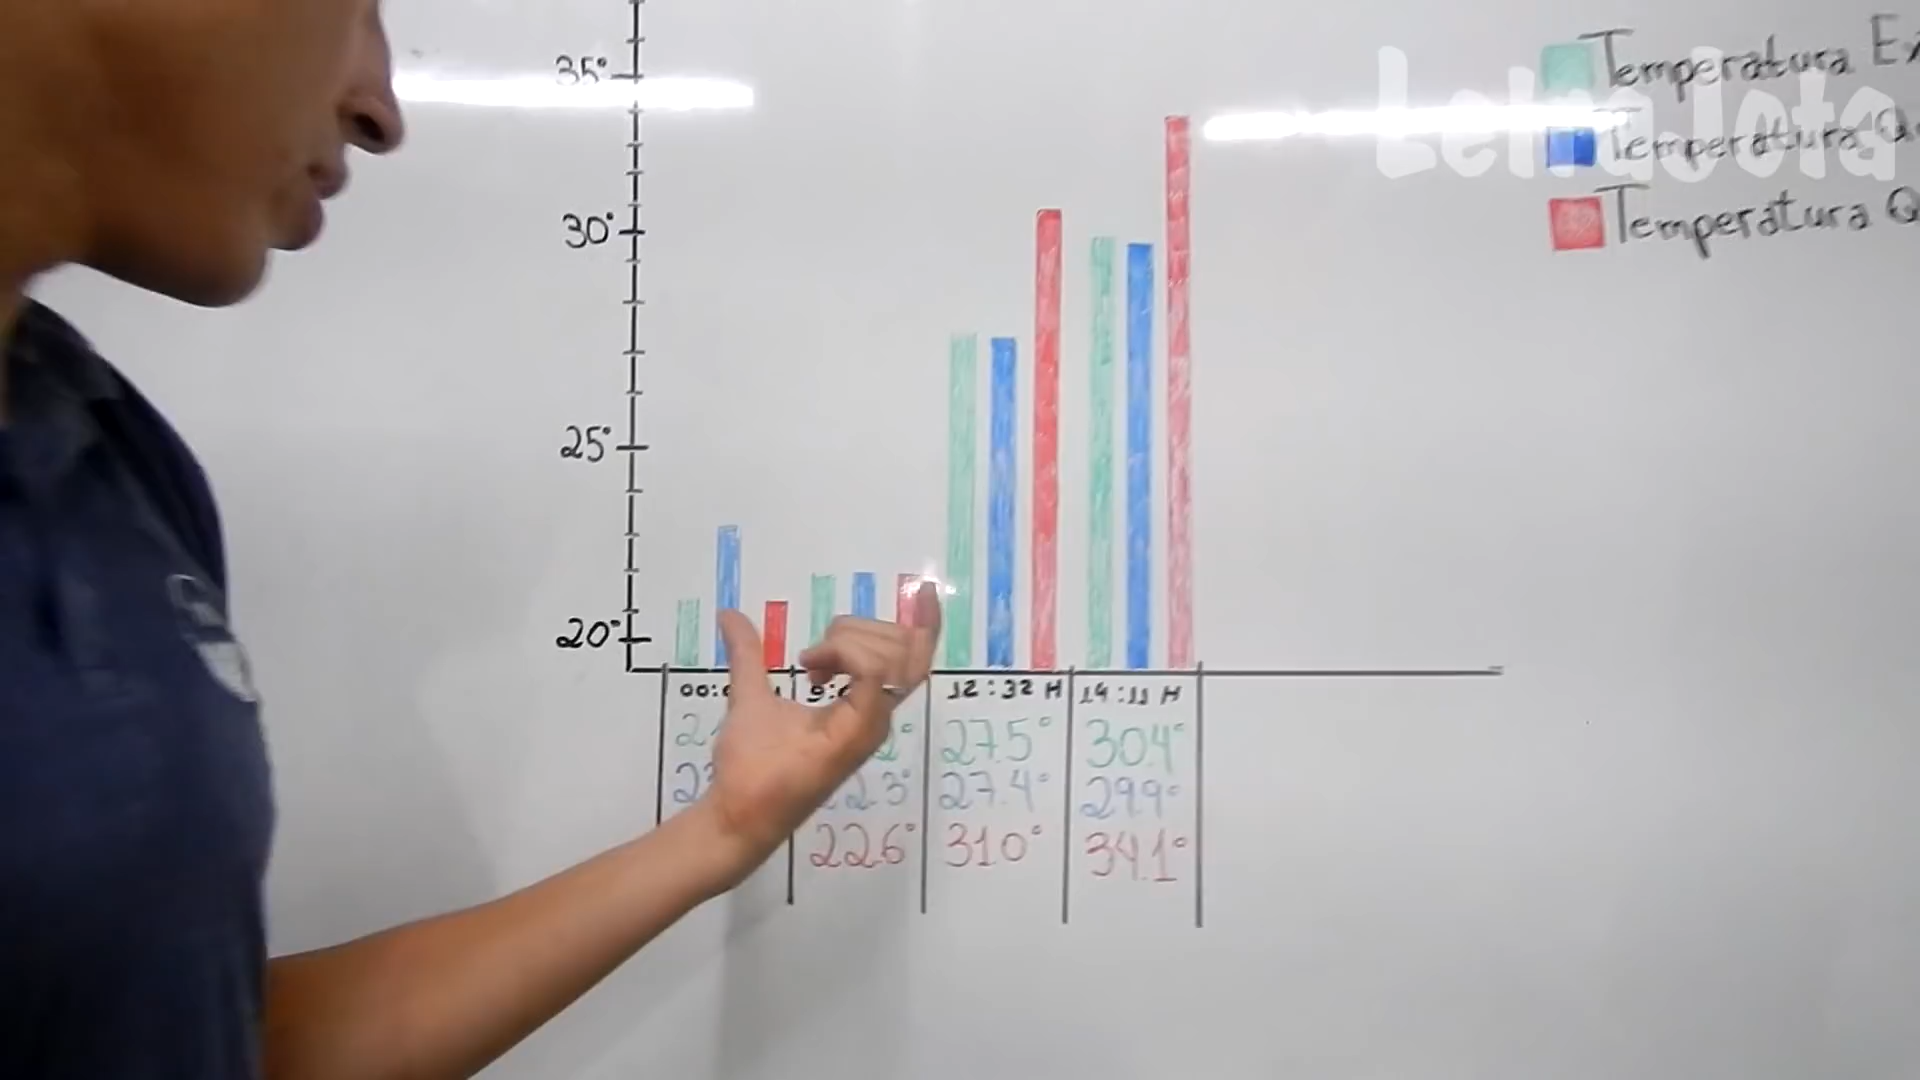 35°
30°
25°
20°
Temperatura
Temperatura
Temperatura
LetraJota
12:32 H
14:11 H
27.5°
30.4°
22.3°
27.4°
29.9°
22.6°
31.0°
34.1°